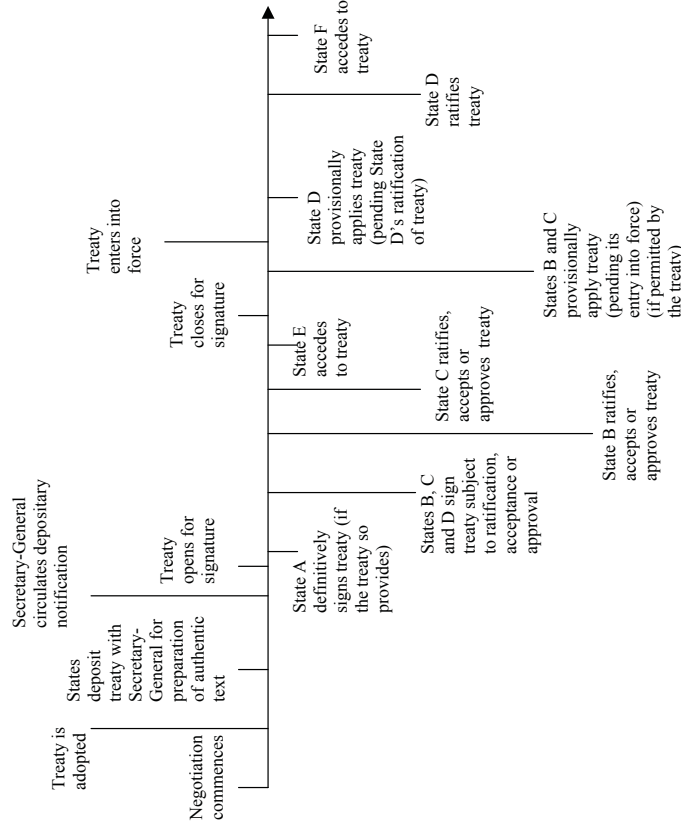 Negotiation
commences
Treaty is
adopted
States
deposit
treaty with
Secretary-
General for
preparation
of authentic
text
Secretary-General
circulates depositary
notification
Treaty
opens for
signature
State A
definitively
signs treaty (if
the treaty so
provides)
States B, C
and D sign
treaty subject
to ratification,
acceptance or
approval
State B ratifies,
accepts or
approves treaty
State C ratifies,
accepts or
approves treaty
State E
accedes
to treaty
Treaty
closes for
signature
States B and C
provisionally
apply treaty
(pending its
entry into force)
(if permitted by
the treaty)
Treaty
enters into
force
State D
provisionally
applies treaty
(pending State
D's ratification
of treaty)
State D
ratifies
treaty
State F
accedes to
treaty